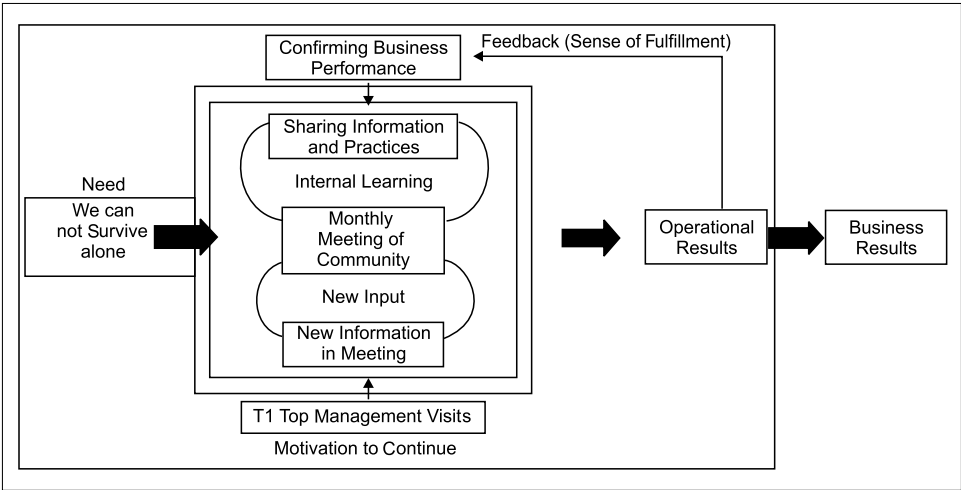 Confirming Business
Performance
Feedback (Sense of Fulfillment)
Sharing Information
and Practices
Internal Learning
Need
We can
not Survive
alone
Monthly
Meeting of
Community
Operational
Results
Business
Results
New Input
New Information
in Meeting
T1 Top Management Visits
Motivation to Continue